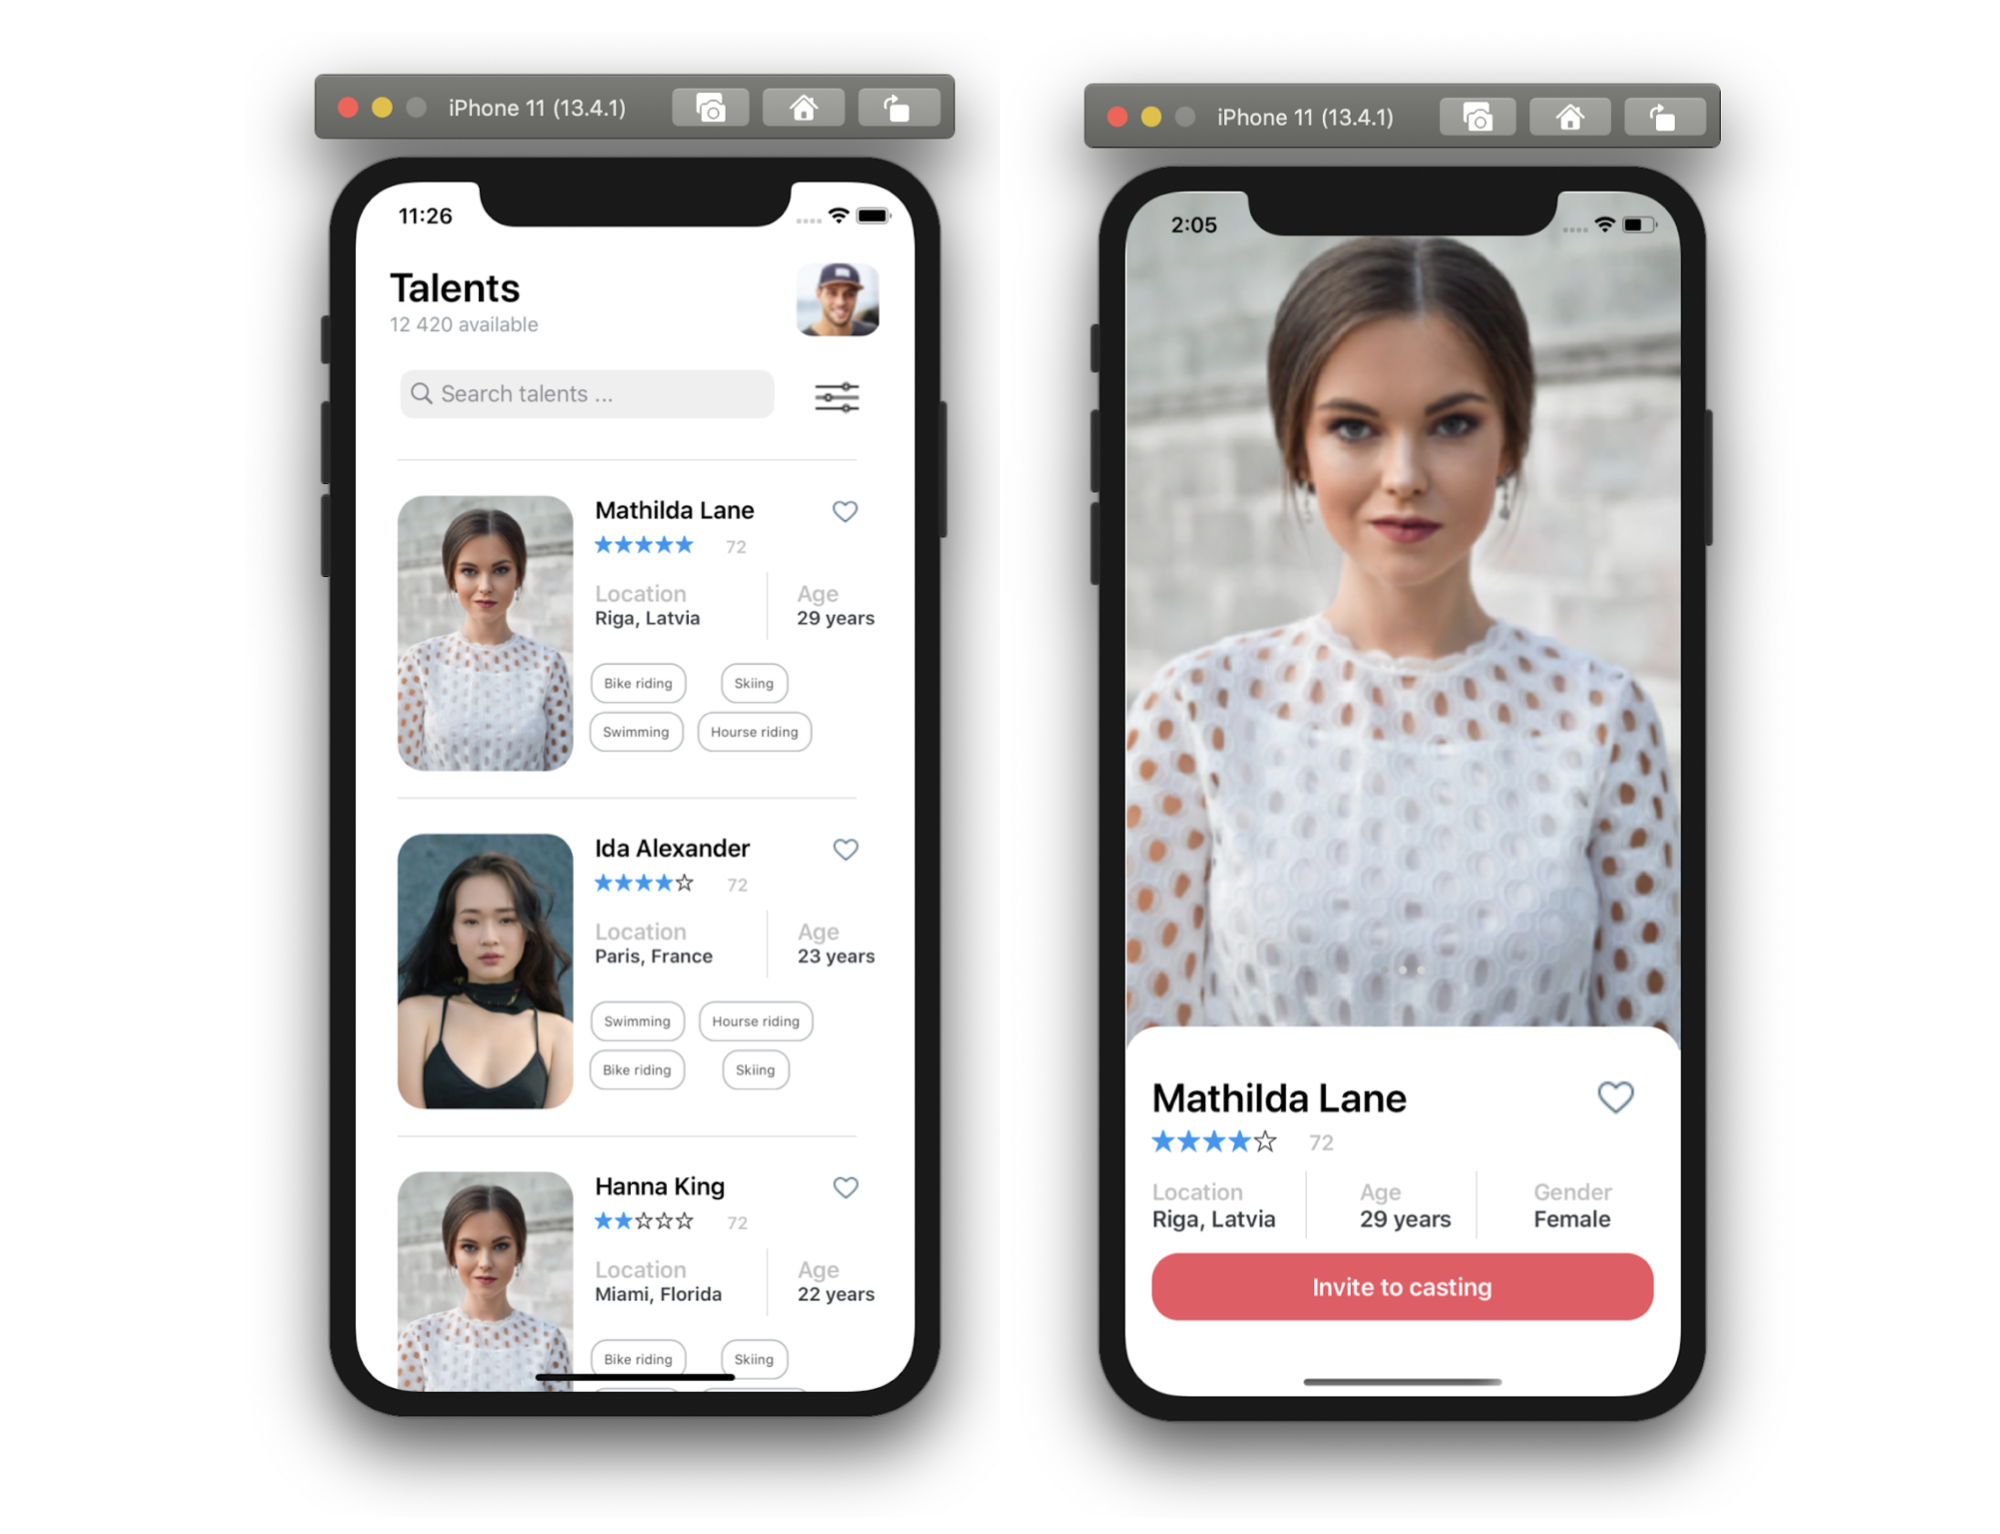 iPhone 11 (13.4.1)
11:26
Talents
12 420 available
Search talents ...
Mathilda Lane
72
Location
Age
Riga, Latvia
29 years
Bike riding
Skiing
Swimming
Hourse riding
Ida Alexander
72
Location
Age
Paris, France
23 years
Swimming
Hourse riding
Bike riding
Skiing
Hanna King
72
Location
Age
Miami, Florida
22 years
Bike riding
Skiing
iPhone 11 (13.4.1)
2:05
Mathilda Lane
72
Location
Age
Gender
Riga, Latvia
29 years
Female
Invite to casting